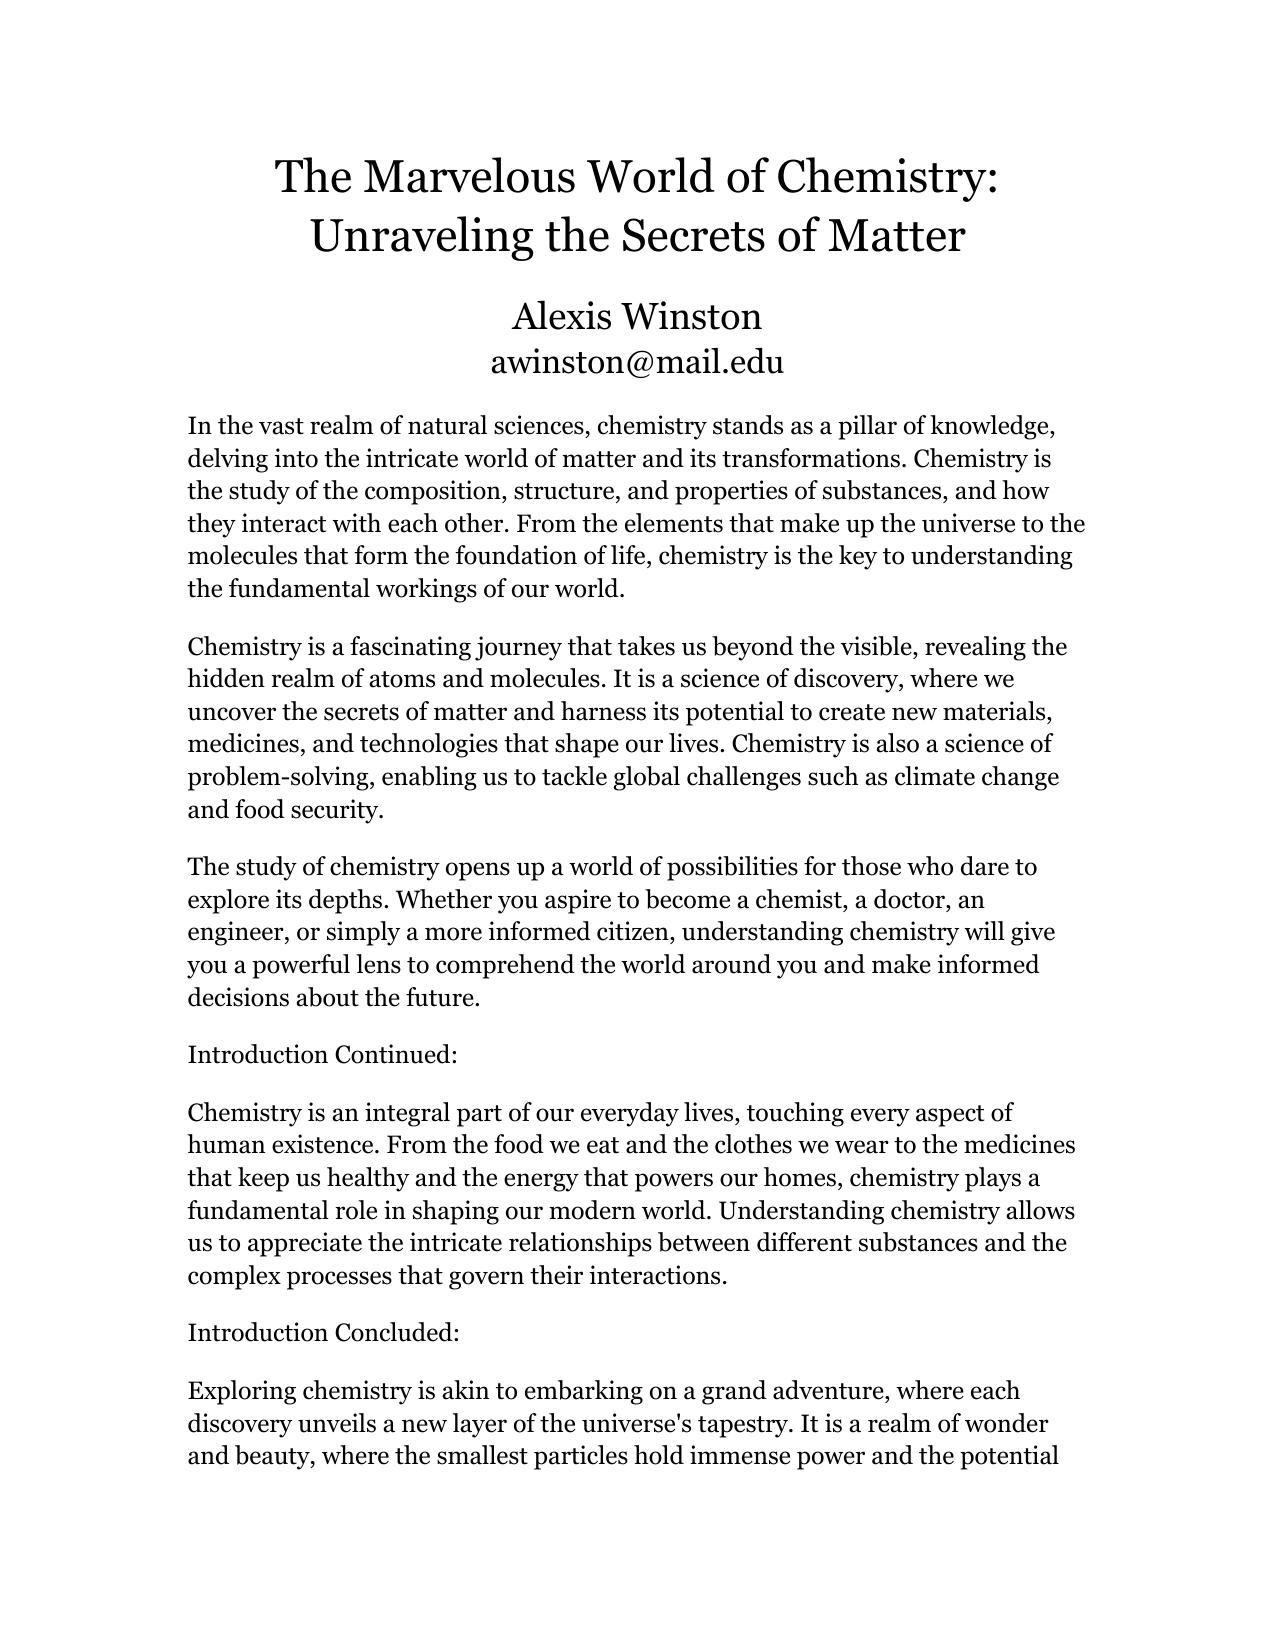 The Marvelous World of Chemistry:
Unraveling the Secrets of Matter
Alexis Winston
awinston@mail.edu
In the vast realm of natural sciences, chemistry stands as a pillar of knowledge,
delving into the intricate world of matter and its transformations. Chemistry is
the study of the composition, structure, and properties of substances, and how
they interact with each other. From the elements that make up the universe to the
molecules that form the foundation of life, chemistry is the key to understanding
the fundamental workings of our world.
Chemistry is a fascinating journey that takes us beyond the visible, revealing the
hidden realm of atoms and molecules. It is a science of discovery, where we
uncover the secrets of matter and harness its potential to create new materials,
medicines, and technologies that shape our lives. Chemistry is also a science of
problem-solving, enabling us to tackle global challenges such as climate change
and food security.
The study of chemistry opens up a world of possibilities for those who dare to
explore its depths. Whether you aspire to become a chemist, a doctor, an
engineer, or simply a more informed citizen, understanding chemistry will give
you a powerful lens to comprehend the world around you and make informed
decisions about the future.
Introduction Continued:
Chemistry is an integral part of our everyday lives, touching every aspect of
human existence. From the food we eat and the clothes we wear to the medicines
that keep us healthy and the energy that powers our homes, chemistry plays a
fundamental role in shaping our modern world. Understanding chemistry allows
us to appreciate the intricate relationships between different substances and the
complex processes that govern their interactions.
Introduction Concluded:
Exploring chemistry is akin to embarking on a grand adventure, where each
discovery unveils a new layer of the universe's tapestry. It is a realm of wonder
and beauty, where the smallest particles hold immense power and the potential